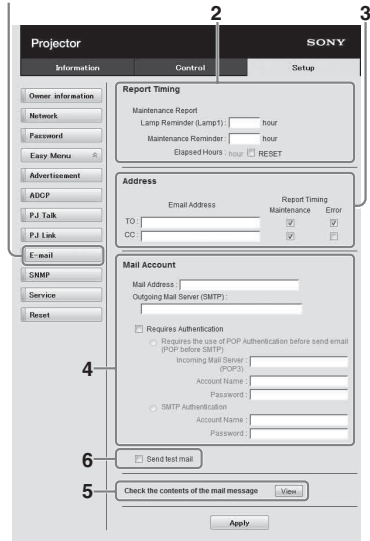 2
3
Projector
SONY
Information
Control
Setup
Owner information
Network
Password
Easy Menu
Advertisement
ADCP
PJ Talk
PJ Link
E-mail
SNMP
Service
Reset
Report Timing
Maintenance Report
Lamp Reminder (Lamp1) : hour
Maintenance Reminder : hour
Elapsed Hours : hour RESET
Address
Email Address
Report Timing
Maintenance Error
TO :
CC :
Mail Account
Mail Address :
Outgoing Mail Server (SMTP) :
Requires Authentication
Requires the use of POP Authentication before send email
(POP before SMTP)
Incoming Mail Server :
(POP3)
Account Name :
Password :
SMTP Authentication
Account Name :
Password :
4
6
Send test mail
5
Check the contents of the mail message View
Apply